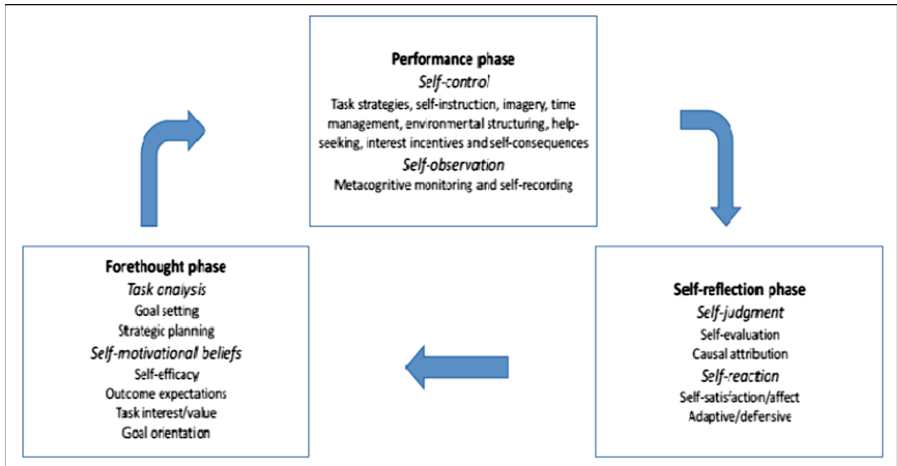 Performance phase
Self-control
Task strategies, self-instruction, imagery, time
management, environmental structuring, help-
seeking, interest incentives and self-consequences
Self-observation
Metacognitive monitoring and self-recording
Forethought phase
Task analysis
Goal setting
Strategic planning
Self-motivational beliefs
Self-efficacy
Outcome expectations
Task interest/value
Goal orientation
Self-reflection phase
Self-judgment
Self-evaluation
Causal attribution
Self-reaction
Self-satisfaction/affect
Adaptive/defensive